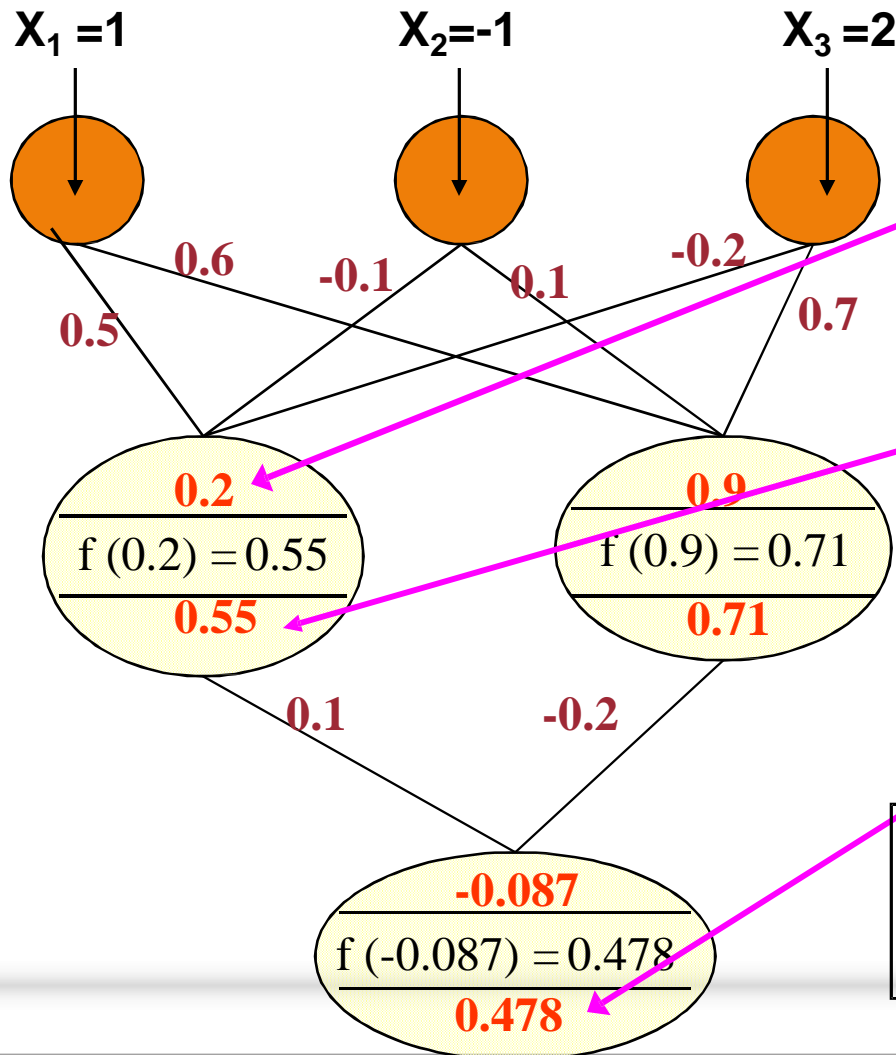 X₁ =1 X₂=-1 X₃ =2
0.6 -0.1 0.1 -0.2
0.5 0.7
0.2 0.9
f (0.2) = 0.55 f (0.9) = 0.71
0.55 0.71
0.1 -0.2
-0.087
f (-0.087) = 0.478
0.478